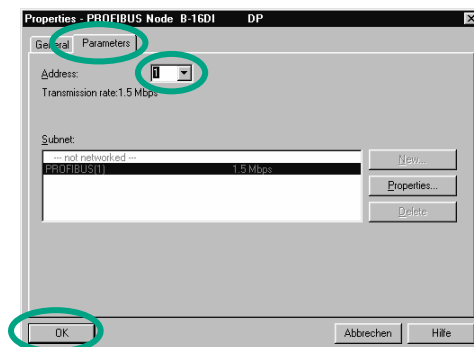 Properties - PROFIBUS Node B-16DI DP
General Parameters
Address: 1
Transmission rate:1.5 Mbps
Subnet:
--- not networked ---
PROFIBUS(1) 1.5 Mbps
New...
Properties...
Delete
OK Abbrechen Hilfe